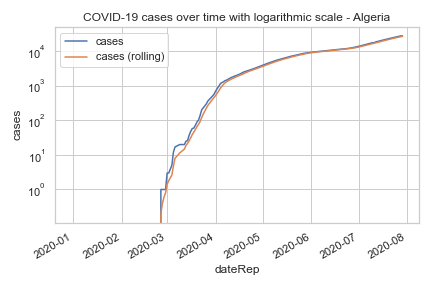 COVID-19 cases over time with logarithmic scale - Algeria
cases
cases (rolling)
10^4
10^3
10^2
10^1
10^0
cases
2020-01
2020-02
2020-03
2020-04
2020-05
2020-06
2020-07
2020-08
dateRep